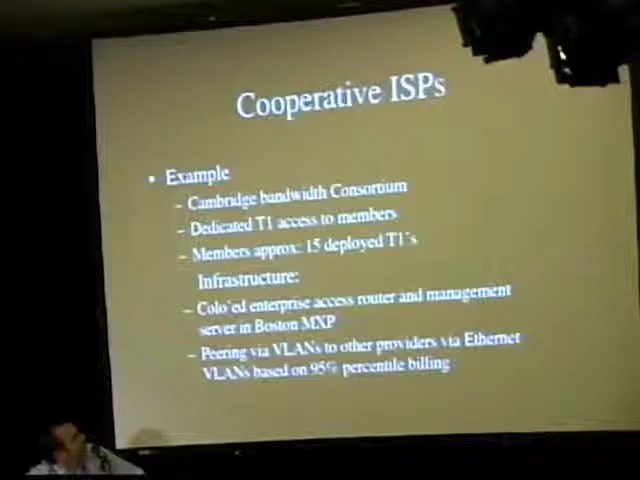 Cooperative ISPs
• Example
– Cambridge bandwidth Consortium
– Dedicated T1 access to members
– Members approx: 15 deployed T1's
Infrastructure:
– Colo'ed enterprise access router and management
server in Boston MXP
– Peering via VLANs to other providers via Ethernet
VLANs based on 95% percentile billing